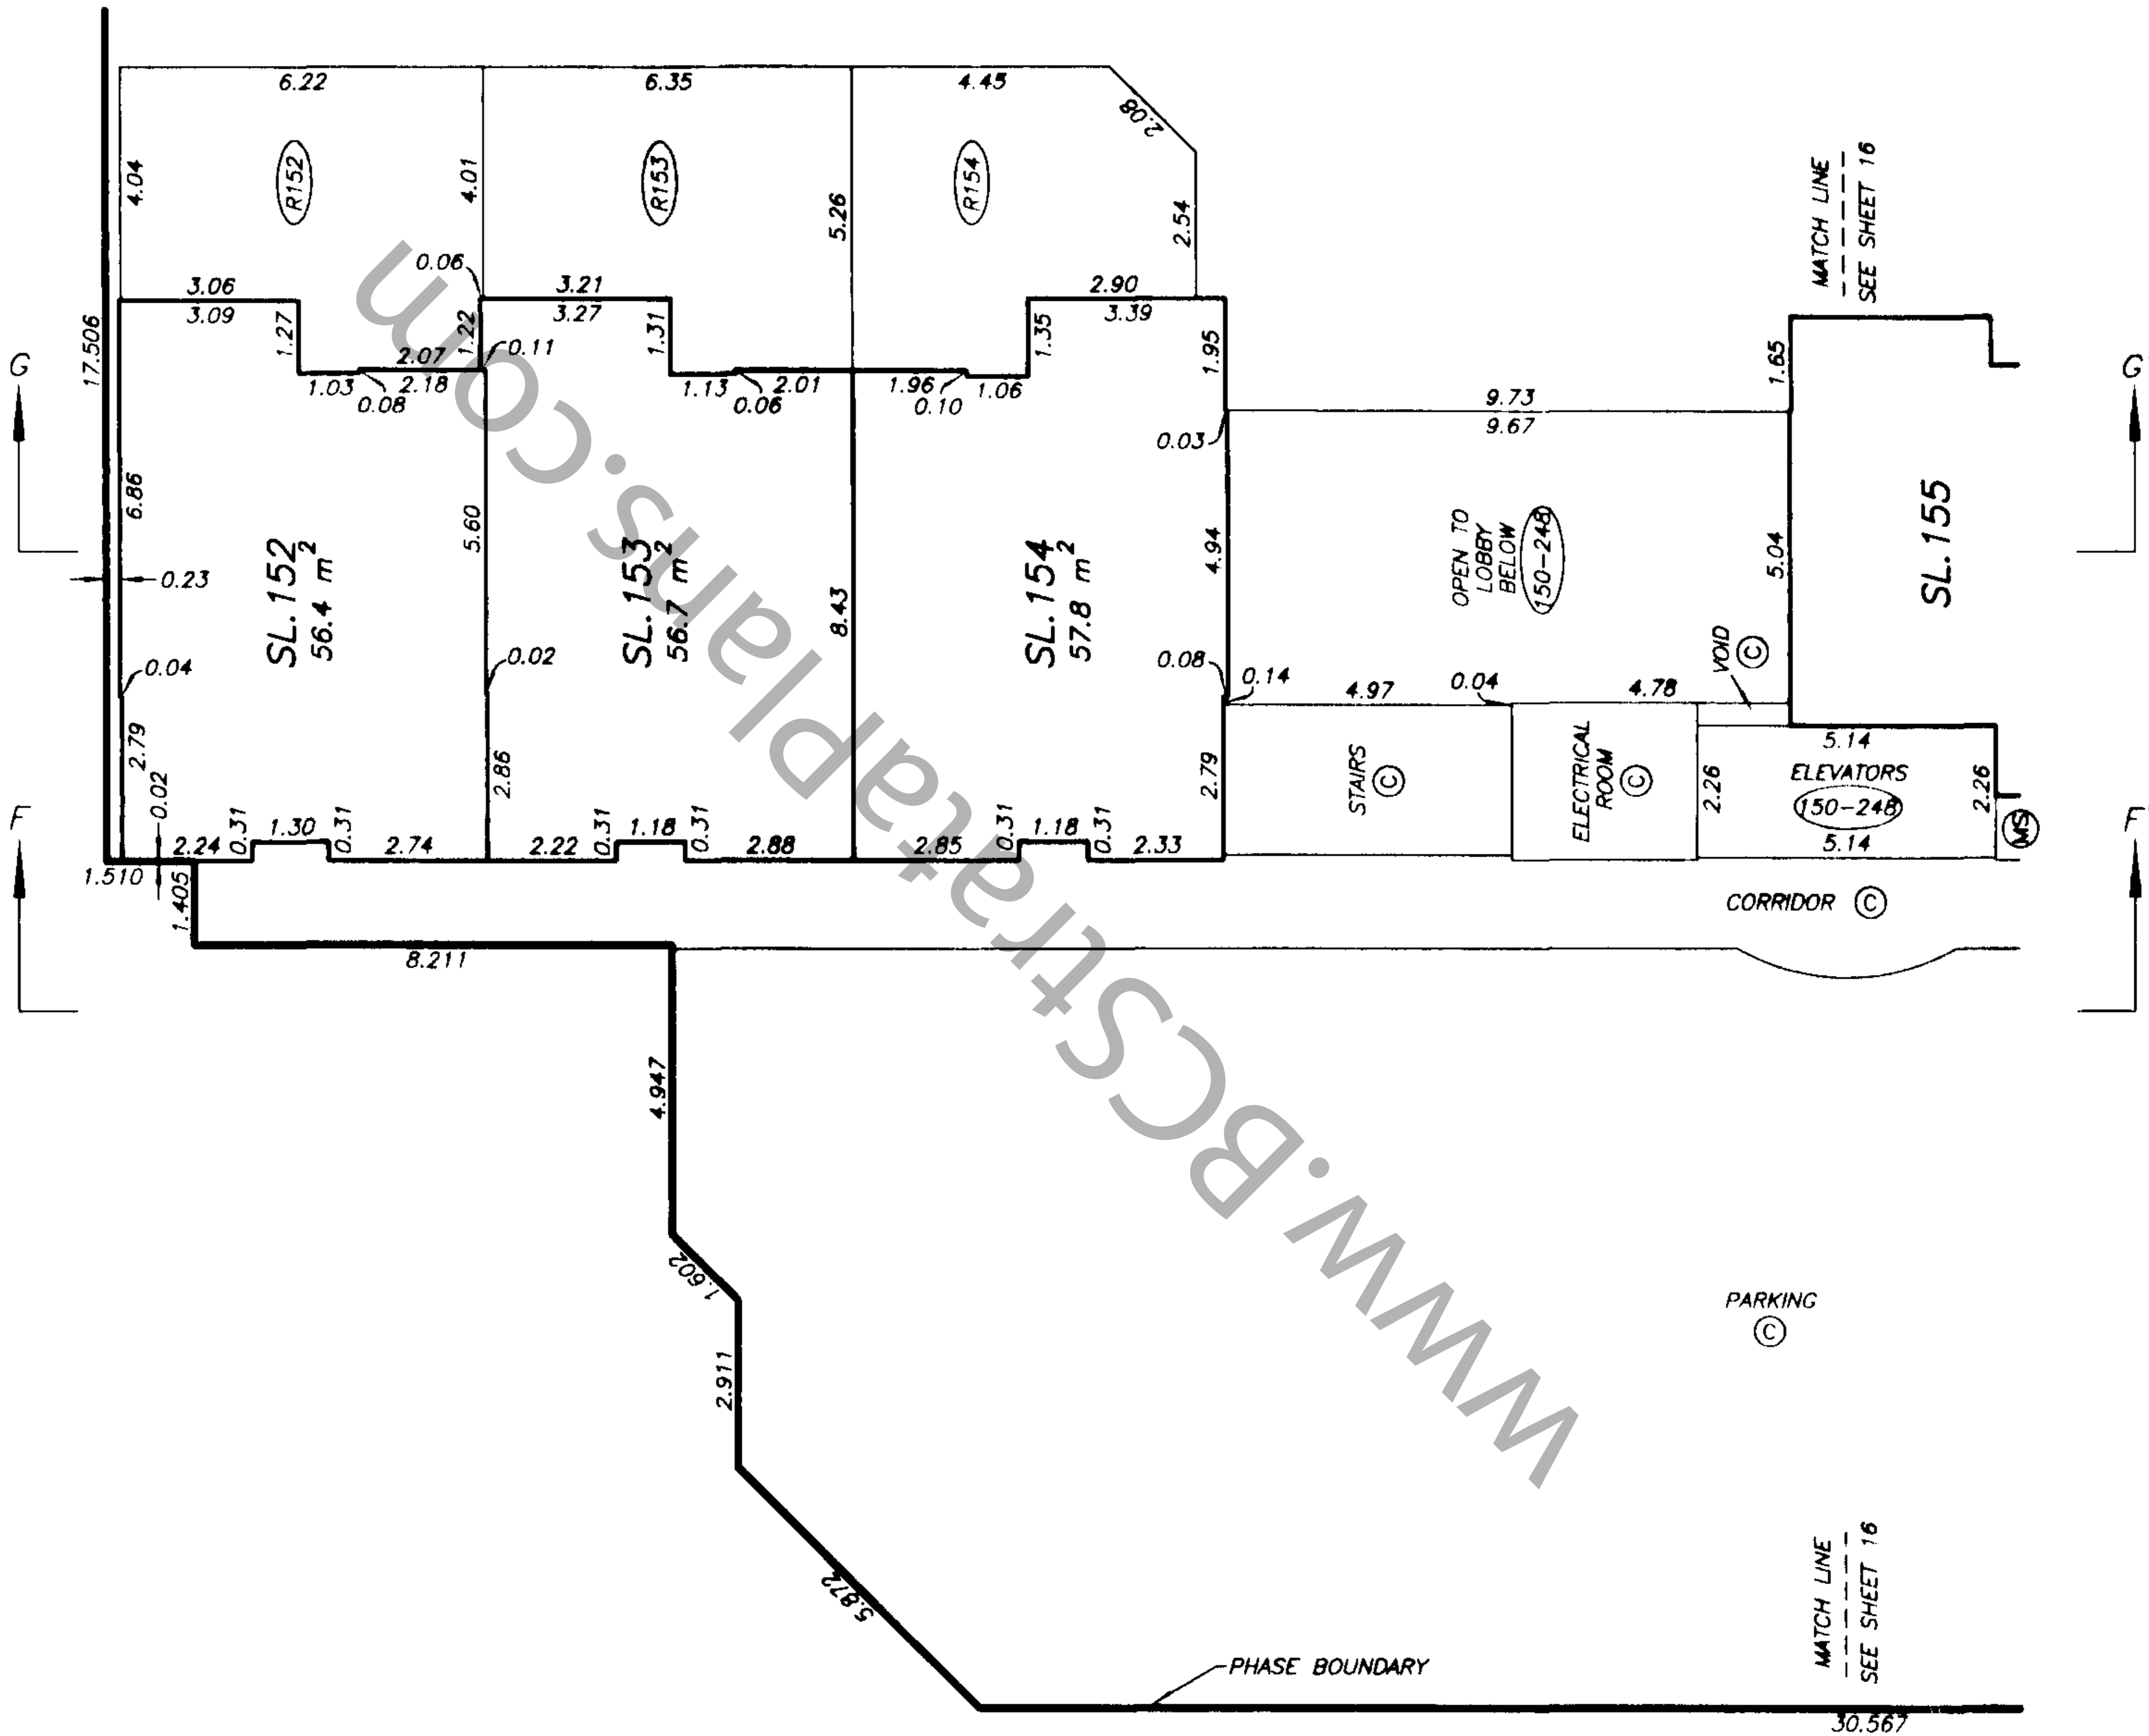 6.22
6.35
4.45
2.08
4.04
R152
4.01
R153
5.26
R154
2.54
MATCH LINE
SEE SHEET 16
0.06
3.06
3.09
3.21
3.27
2.90
3.39
17.506
1.27
1.22
0.11
1.31
1.35
1.95
1.65
G
G'
2.07
1.03
2.18
0.08
1.13
2.01
0.06
1.96
1.06
0.10
9.73
9.67
0.03
6.86
5.60
8.43
4.94
5.04
SL.152
56.4 m²
SL.153
56.7 m²
SL.154
57.8 m²
OPEN TO
LOBBY
BELOW
150-248
SL.155
0.23
0.04
0.02
0.08
0.14
VOID
C
4.97
0.04
4.78
2.79
0.02
2.86
2.79
STAIRS
C
ELECTRICAL
ROOM
C
5.14
ELEVATORS
150-248
5.14
2.26
2.26
MS
F
F'
2.24
0.31
1.30
0.31
2.74
2.22
0.31
1.18
0.31
2.88
2.85
0.31
1.18
0.31
2.33
1.510
1.405
CORRIDOR C
8.211
4.947
1.602
2.911
5.872
PARKING
C
MATCH LINE
SEE SHEET 16
PHASE BOUNDARY
30.567
www.BCStrataPlans.com